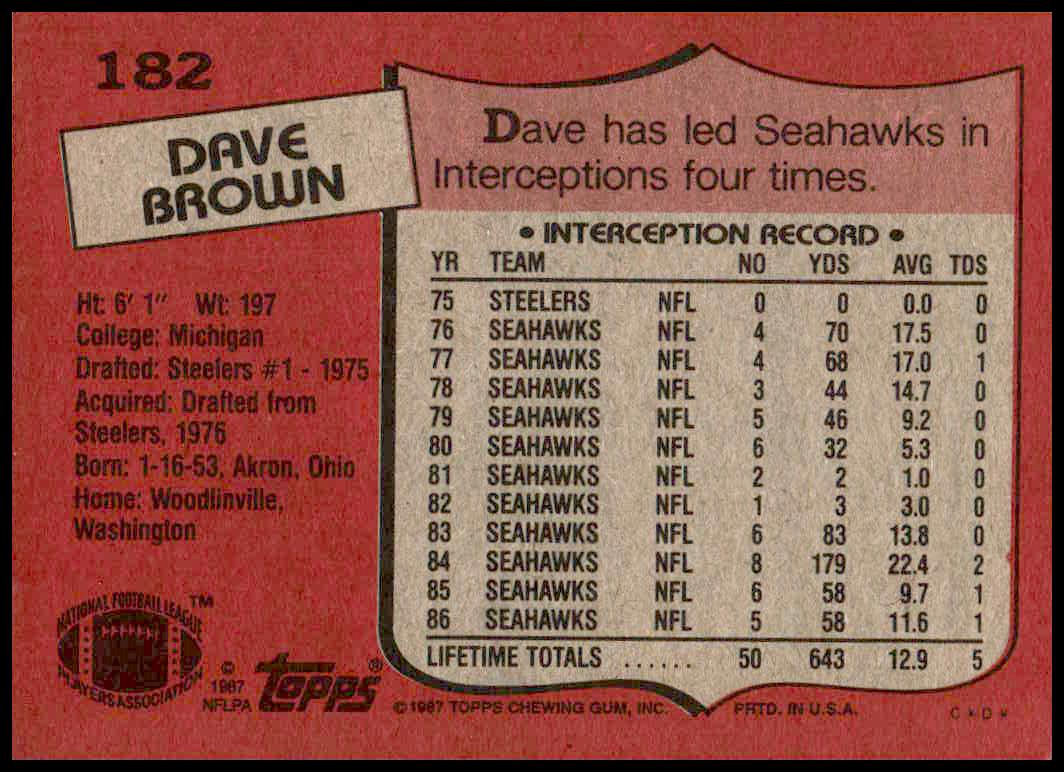 182
DAVE
BROWN
Dave has led Seahawks in
Interceptions four times.
• INTERCEPTION RECORD •
YR TEAM NO YDS AVG TDS
75 STEELERS NFL 0 0 0.0 0
76 SEAHAWKS NFL 4 70 17.5 0
77 SEAHAWKS NFL 4 68 17.0 1
78 SEAHAWKS NFL 3 44 14.7 0
79 SEAHAWKS NFL 5 46 9.2 0
80 SEAHAWKS NFL 6 32 5.3 0
81 SEAHAWKS NFL 2 2 1.0 0
82 SEAHAWKS NFL 1 3 3.0 0
83 SEAHAWKS NFL 6 83 13.8 0
84 SEAHAWKS NFL 8 179 22.4 2
85 SEAHAWKS NFL 6 58 9.7 1
86 SEAHAWKS NFL 5 58 11.6 1
LIFETIME TOTALS ...... 50 643 12.9 5
Ht: 6' 1" Wt: 197
College: Michigan
Drafted: Steelers #1 - 1975
Acquired: Drafted from
Steelers, 1976
Born: 1-16-53, Akron, Ohio
Home: Woodlinville,
Washington
NATIONAL FOOTBALL LEAGUE ™
PLAYERS ASSOCIATION
©
1987
NFLPA
topps ®
© 1987 TOPPS CHEWING GUM, INC. PRTD. IN U.S.A.
C * D *